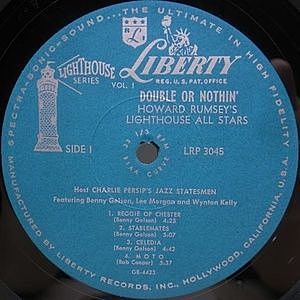 SPECTRA-SONIC-SOUND...THE ULTIMATE IN HIGH FIDELITY
LIGHTHOUSE
SERIES
VOL. 1
LIBERTY
REG. U.S. PAT. OFFICE
DOUBLE OR NOTHIN'
HOWARD RUMSEY'S
LIGHTHOUSE ALL STARS
33 1/3 RPM
SIDE 1
LRP 3045
Host CHARLIE PERSIP'S JAZZ STATESMEN
Featuring Benny Golson, Lee Morgan and Wynton Kelly
1. REGGIE OF CHESTER
(Benny Golson) 4:25
2. STABLEMATES
(Benny Golson)
3. CELEDIA
(Benny Golson) 4:42
4. MOTO
(Bob Cooper) 5:37
MANUFACTURED BY LIBERTY RECORDS, INC., HOLLYWOOD, CALIFORNIA, U.S.A.